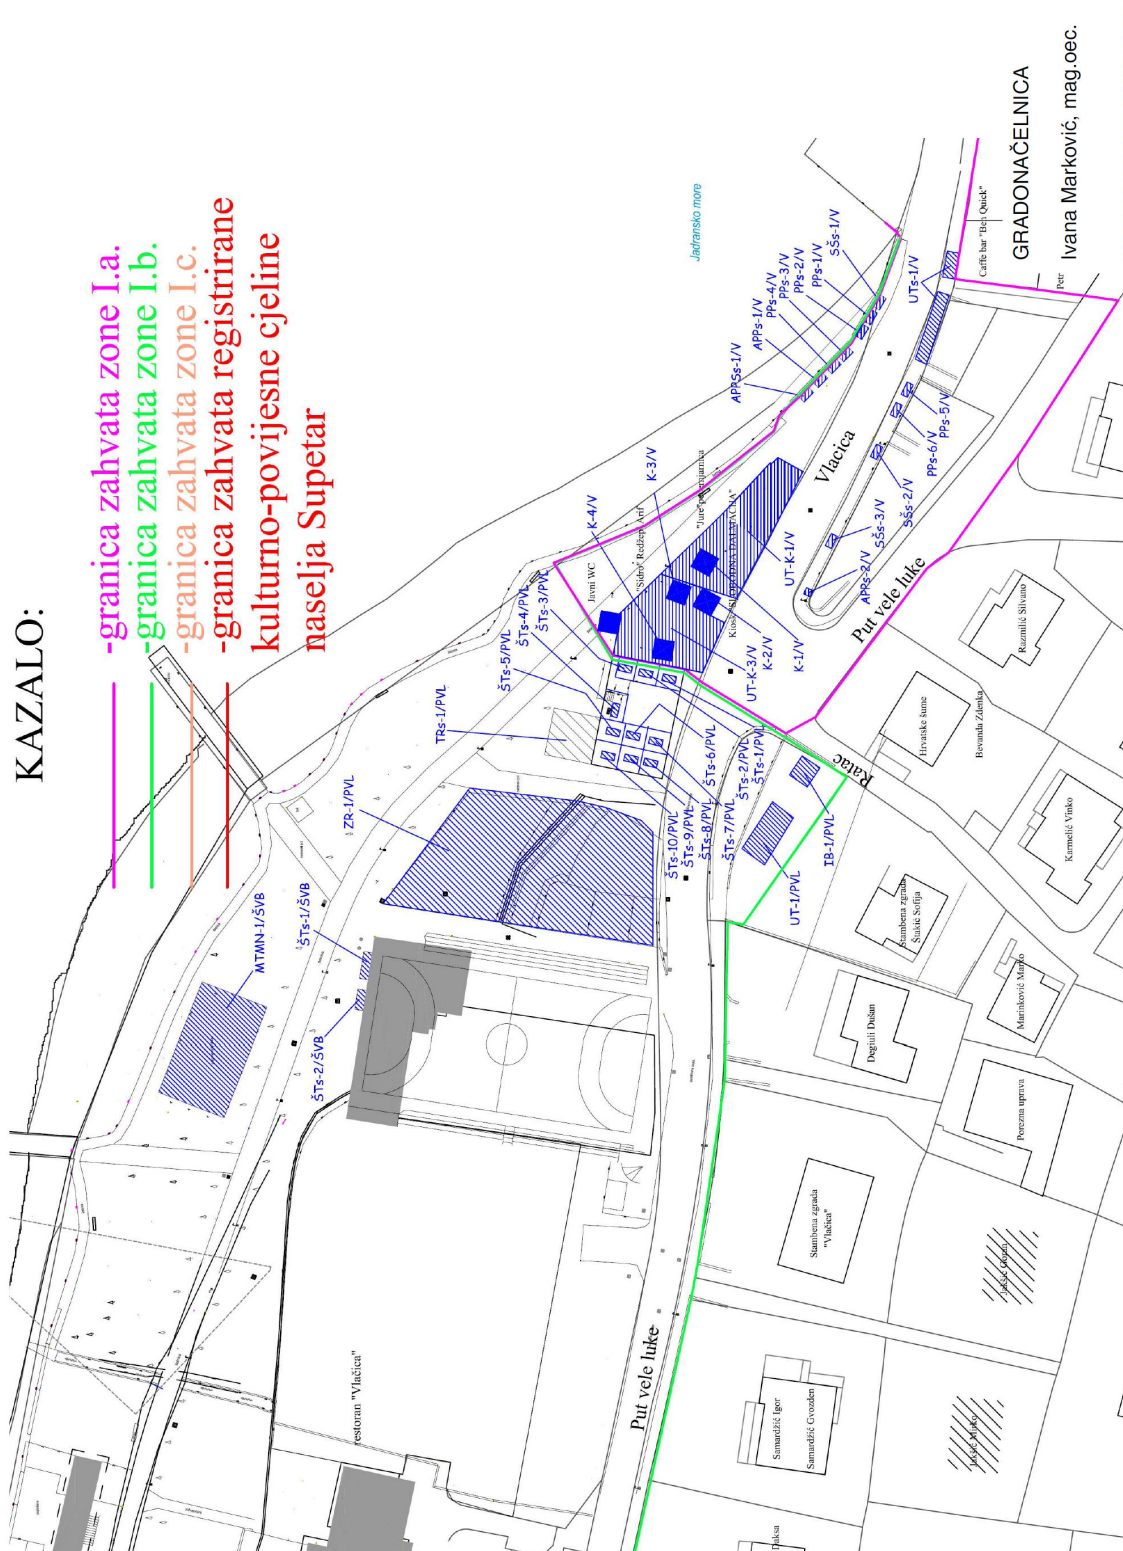 KAZALO:
-granica zahvata zone I.a.
-granica zahvata zone I.b.
-granica zahvata zone I.c.
-granica zahvata registrirane
kulturno-povijesne cjeline
naselja Supetar
Jadransko more
MTMN-1/ŠVB
ŠTs-1/ŠVB
ŠTs-2/ŠVB
ZR-1/PVL
TRs-1/PVL
ŠTs-5/PVL
ŠTs-4/PVL
ŠTs-3/PVL
Javni WC
K-4/V
K-3/V
"Sidro" Redžep Arif
APPSs-1/V
APPs-1/V
PPs-4/V
PPs-3/V
PPs-2/V
PPs-1/V
SŠs-1/V
UT-K-1/V
UT-K-3/V
K-2/V
K-1/V
Vlacica
UTs-1/V
PPs-5/V
PPs-6/V
SŠs-2/V
SŠs-3/V
APPs-2/V
Put vele luke
Caffe bar "Ben Quick"
Petr
GRADONAČELNICA
Ivana Marković, mag.oec.
ŠTs-6/PVL
ŠTs-2/PVL
ŠTs-1/PVL
ŠTs-10/PVL
ŠTs-9/PVL
ŠTs-8/PVL
ŠTs-7/PVL
UT-1/PVL
IB-1/PVL
Ratac
Hrvatske šume
Bevanda Zdenka
Razmilić Silvano
Karmelić Vinko
Stambena zgrada
Štakić Sofija
Marinković Marko
Degiuli Dušan
Porezna uprava
Stambena zgrada
"Vlačica"
restoran "Vlačica"
Put vele luke
Samardžić Igor
Samardžić Gvozden
Daksa